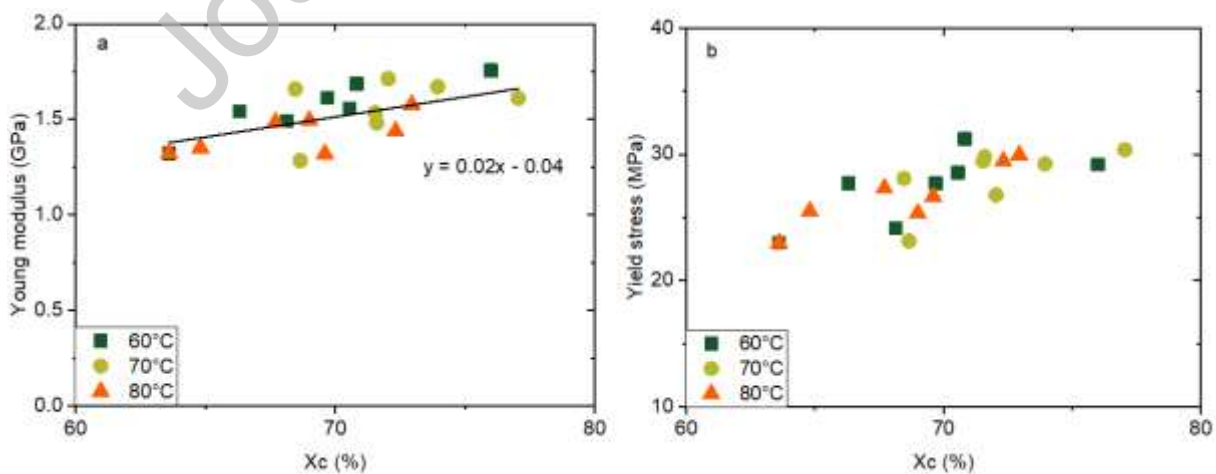 Jo
a
2.0
1.5
1.0
0.5
0.0
Young modulus (GPa)
y = 0.02x - 0.04
60°C
70°C
80°C
60
70
80
Xc (%)
b
40
30
20
10
Yield stress (MPa)
60°C
70°C
80°C
60
70
80
Xc (%)